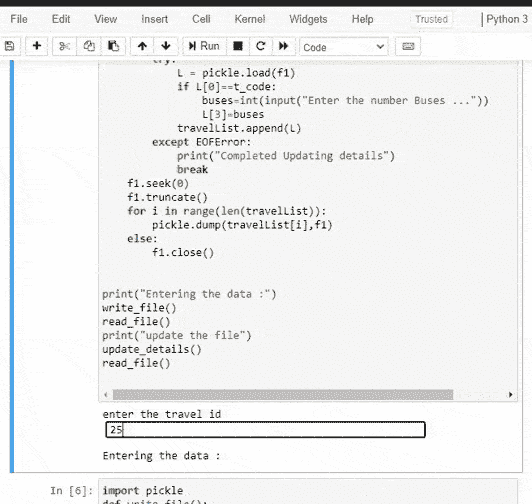 File Edit View Insert Cell Kernel Widgets Help Trusted Python 3
Run Code
try:
L = pickle.load(f1)
if L[0]==t_code:
buses=int(input("Enter the number Buses ..."))
L[3]=buses
travelList.append(L)
except EOFError:
print("Completed Updating details")
break
f1.seek(0)
f1.truncate()
for i in range(len(travelList)):
pickle.dump(travelList[i],f1)
else:
f1.close()
print("Entering the data :")
write_file()
read_file()
print("update the file")
update_details()
read_file()
enter the travel id
25
Entering the data :
In [6]: import pickle
def write_file():